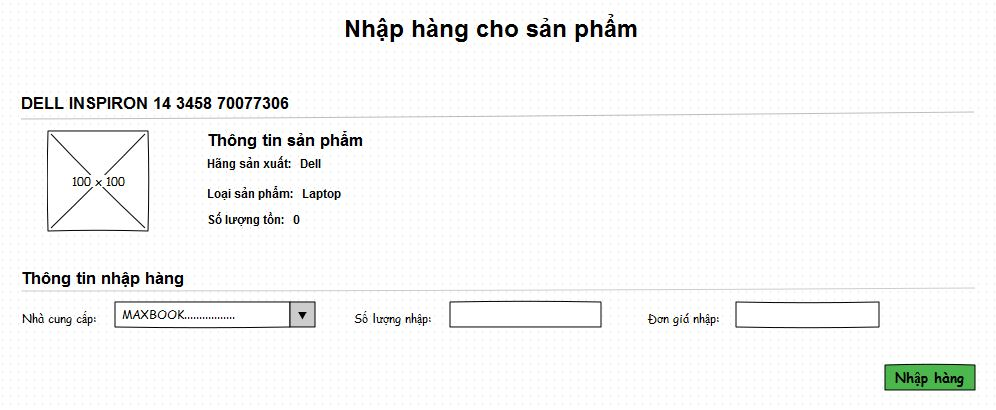 Nhập hàng cho sản phẩm
DELL INSPIRON 14 3458 70077306
100 x 100
Thông tin sản phẩm
Hãng sản xuất: Dell
Loại sản phẩm: Laptop
Số lượng tồn: 0
Thông tin nhập hàng
Nhà cung cấp: MAXBOOK................. Số lượng nhập: Đơn giá nhập:
Nhập hàng